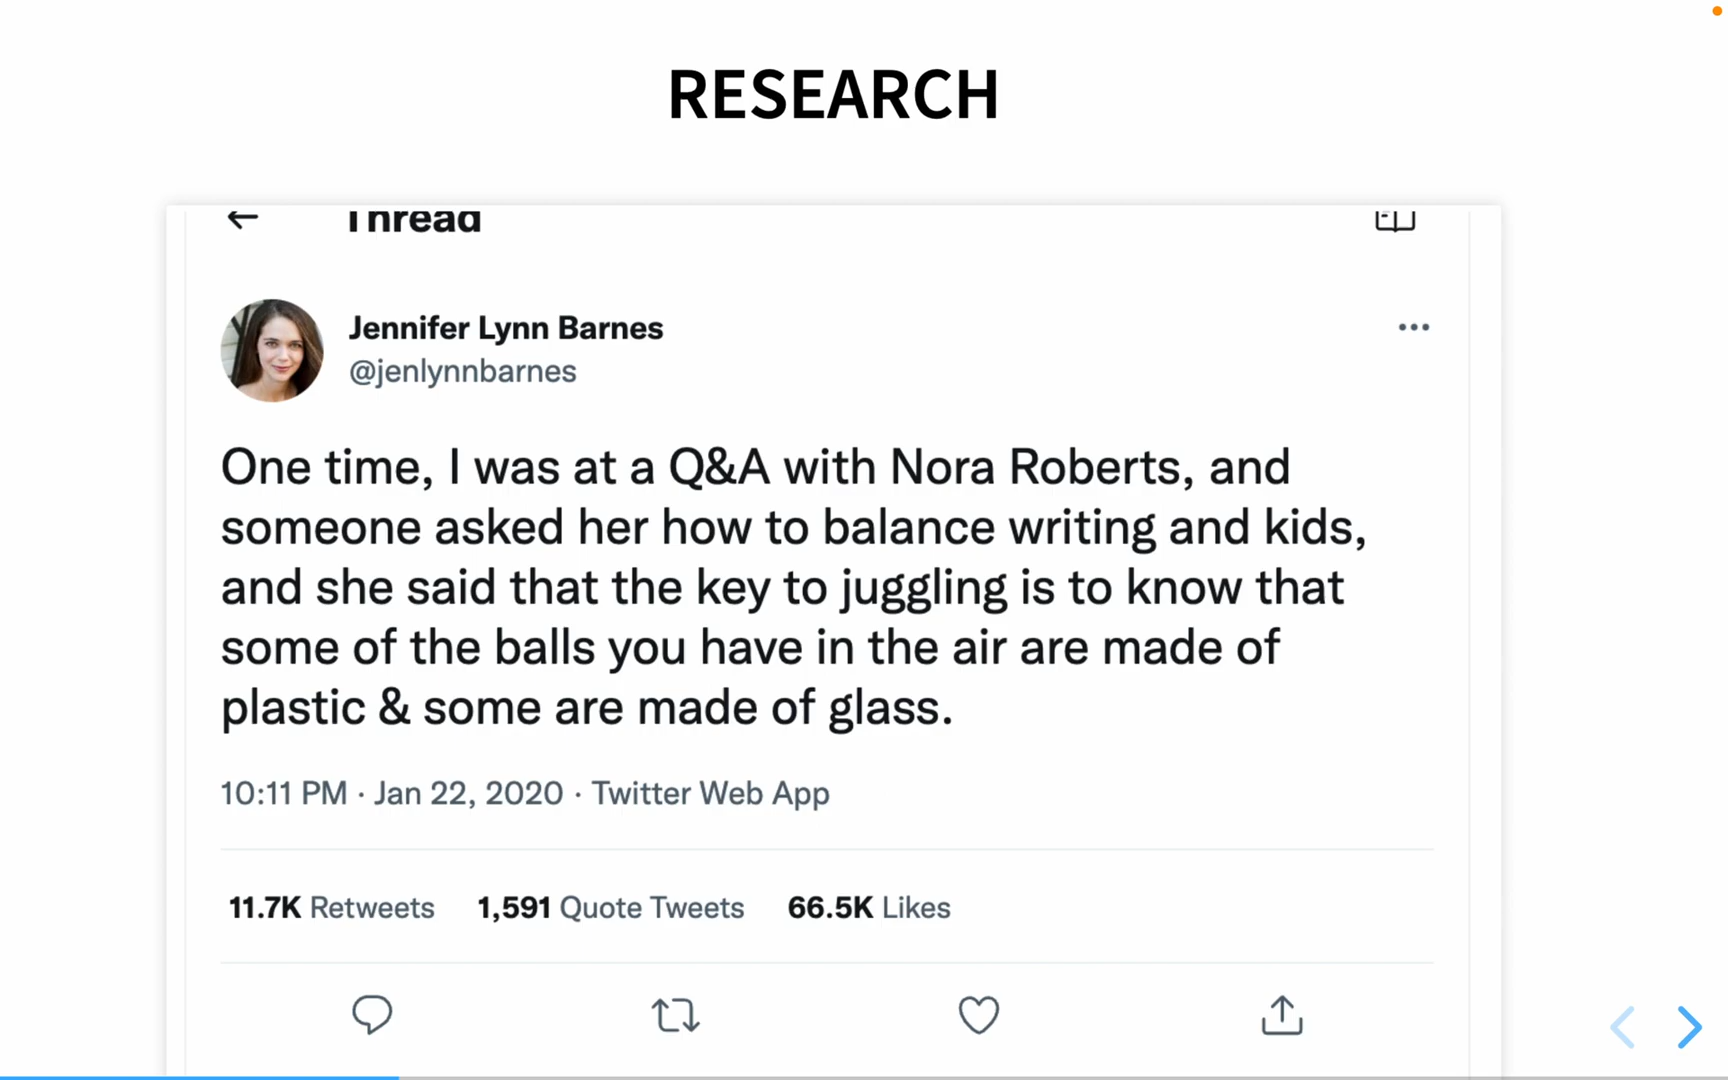 RESEARCH
Thread
Jennifer Lynn Barnes
@jenlynnbarnes
One time, I was at a Q&A with Nora Roberts, and
someone asked her how to balance writing and kids,
and she said that the key to juggling is to know that
some of the balls you have in the air are made of
plastic & some are made of glass.
10:11 PM · Jan 22, 2020 · Twitter Web App
11.7K Retweets 1,591 Quote Tweets 66.5K Likes